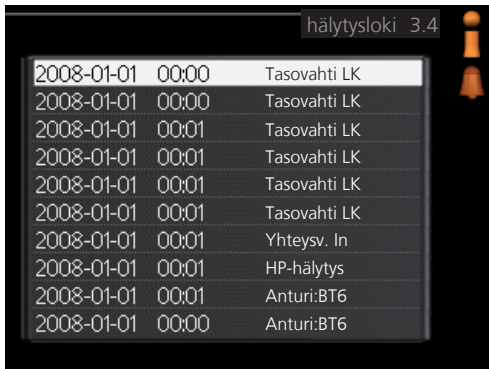 hälytysloki 3.4
2008-01-01 00:00 Tasovahti LK
2008-01-01 00:00 Tasovahti LK
2008-01-01 00:01 Tasovahti LK
2008-01-01 00:01 Tasovahti LK
2008-01-01 00:01 Tasovahti LK
2008-01-01 00:01 Tasovahti LK
2008-01-01 00:01 Yhteysv. In
2008-01-01 00:01 HP-hälytys
2008-01-01 00:01 Anturi:BT6
2008-01-01 00:00 Anturi:BT6